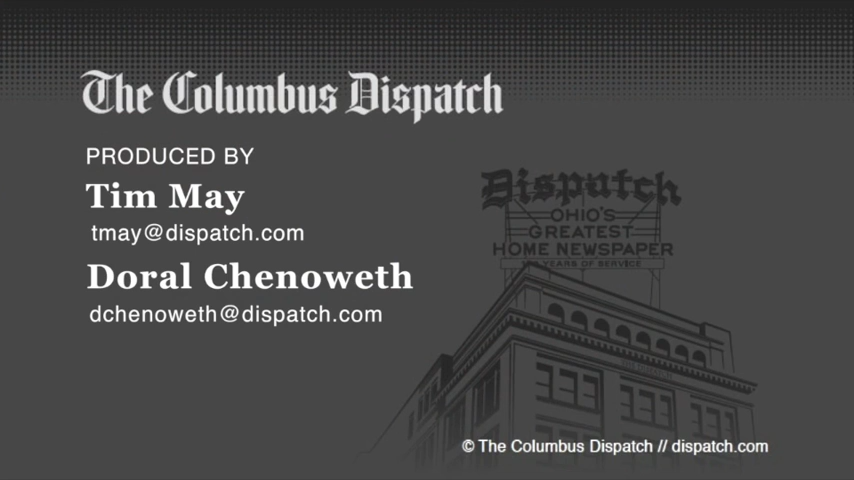 The Columbus Dispatch
PRODUCED BY
Tim May
tmay@dispatch.com
Doral Chenoweth
dchenoweth@dispatch.com
Dispatch
OHIO'S
GREATEST
HOME NEWSPAPER
YEARS OF SERVICE
© The Columbus Dispatch // dispatch.com